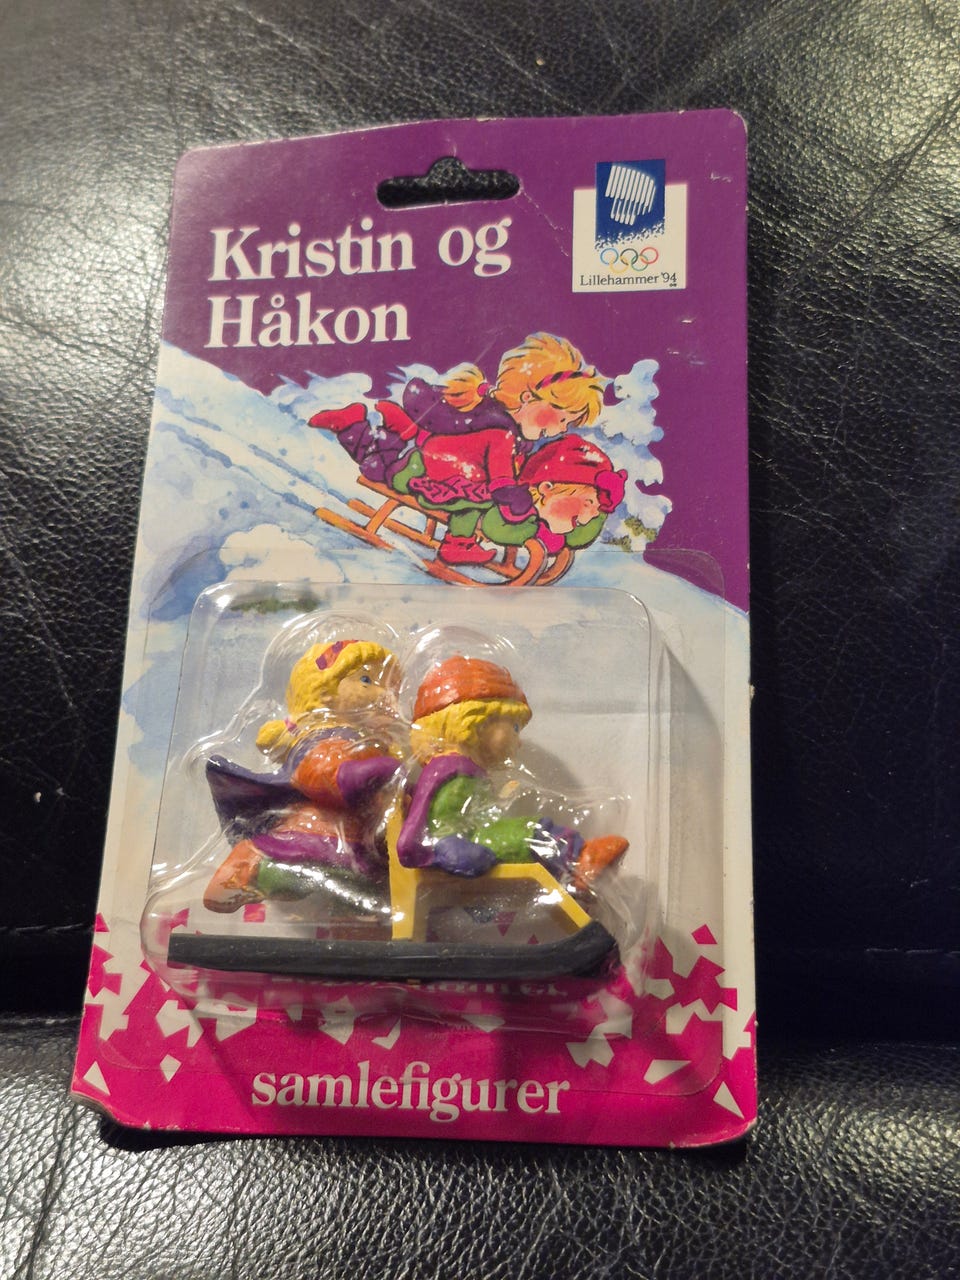 Kristin og
Håkon
Lillehammer '94
samlefigurer